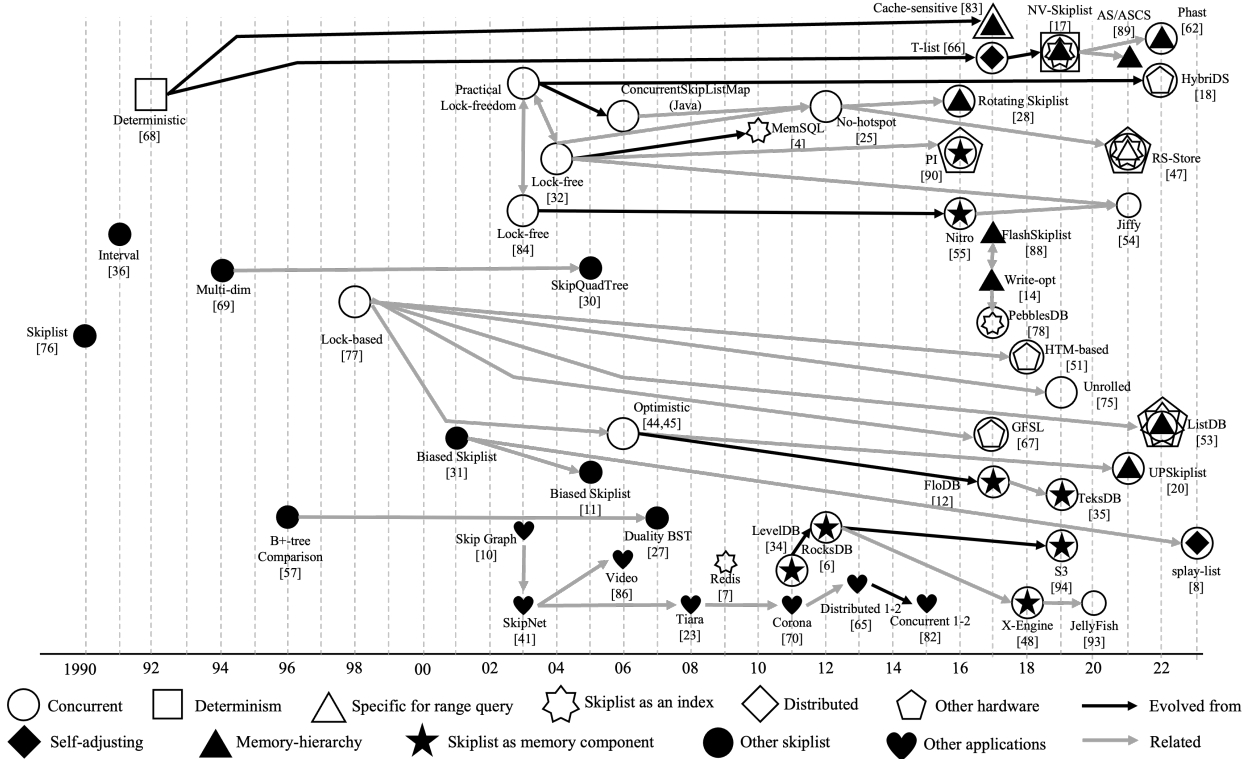 Cache-sensitive [83]
NV-Skiplist
[17]
AS/ASCS
[89]
Phast
[62]
T-list [66]
Deterministic
[68]
Practical
Lock-freedom
ConcurrentSkipListMap
(Java)
HybriDS
[18]
Rotating Skiplist
[28]
No-hotspot
[25]
MemSQL
[4]
Lock-free
[32]
PI
[90]
RS-Store
[47]
Lock-free
[84]
Nitro
[55]
Jiffy
[54]
Interval
[36]
FlashSkiplist
[88]
Multi-dim
[69]
SkipQuadTree
[30]
Write-opt
[14]
Skiplist
[76]
Lock-based
[77]
PebblesDB
[78]
HTM-based
[51]
Unrolled
[75]
Optimistic
[44,45]
GFSL
[67]
ListDB
[53]
Biased Skiplist
[31]
Biased Skiplist
[11]
UPSkiplist
[20]
FloDB
[12]
TeksDB
[35]
B+-tree
Comparison
[57]
Skip Graph
[10]
Duality BST
[27]
LevelDB
[34]
RocksDB
[6]
S3
[94]
splay-list
[8]
Video
[86]
Redis
[7]
SkipNet
[41]
Tiara
[23]
Corona
[70]
Distributed 1-2
[65]
Concurrent 1-2
[82]
X-Engine
[48]
JellyFish
[93]
1990 92 94 96 98 00 02 04 06 08 10 12 14 16 18 20 22
Concurrent Determinism Specific for range query Skiplist as an index Distributed Other hardware Evolved from
Self-adjusting Memory-hierarchy Skiplist as memory component Other skiplist Other applications Related